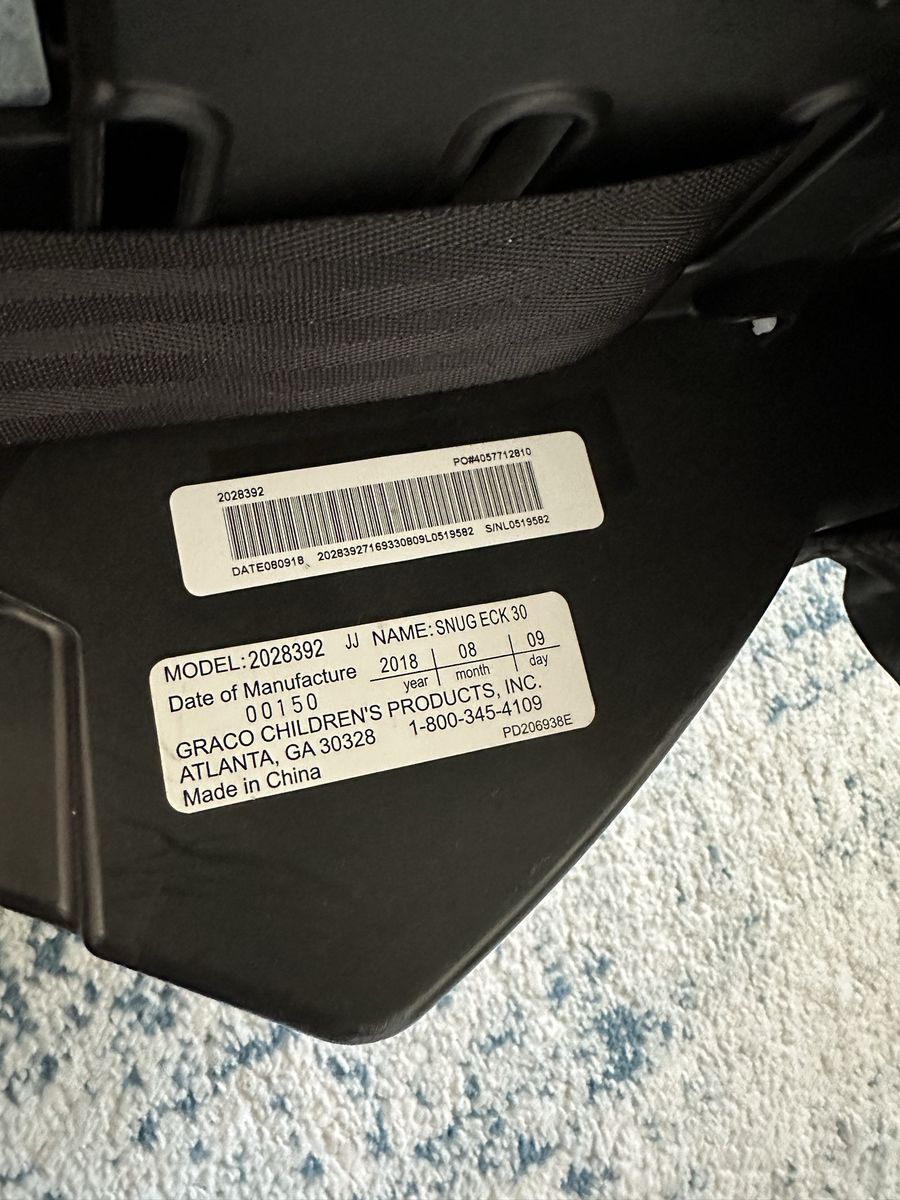 2028392 PO#4057712810
DATE080918 20283927169330809L0519582 S/NL0519582
MODEL:2028392 JJ NAME: SNUG ECK 30
Date of Manufacture 2018 08 09
year month day
00150
GRACO CHILDREN'S PRODUCTS, INC.
ATLANTA, GA 30328 1-800-345-4109
Made in China PD206938E